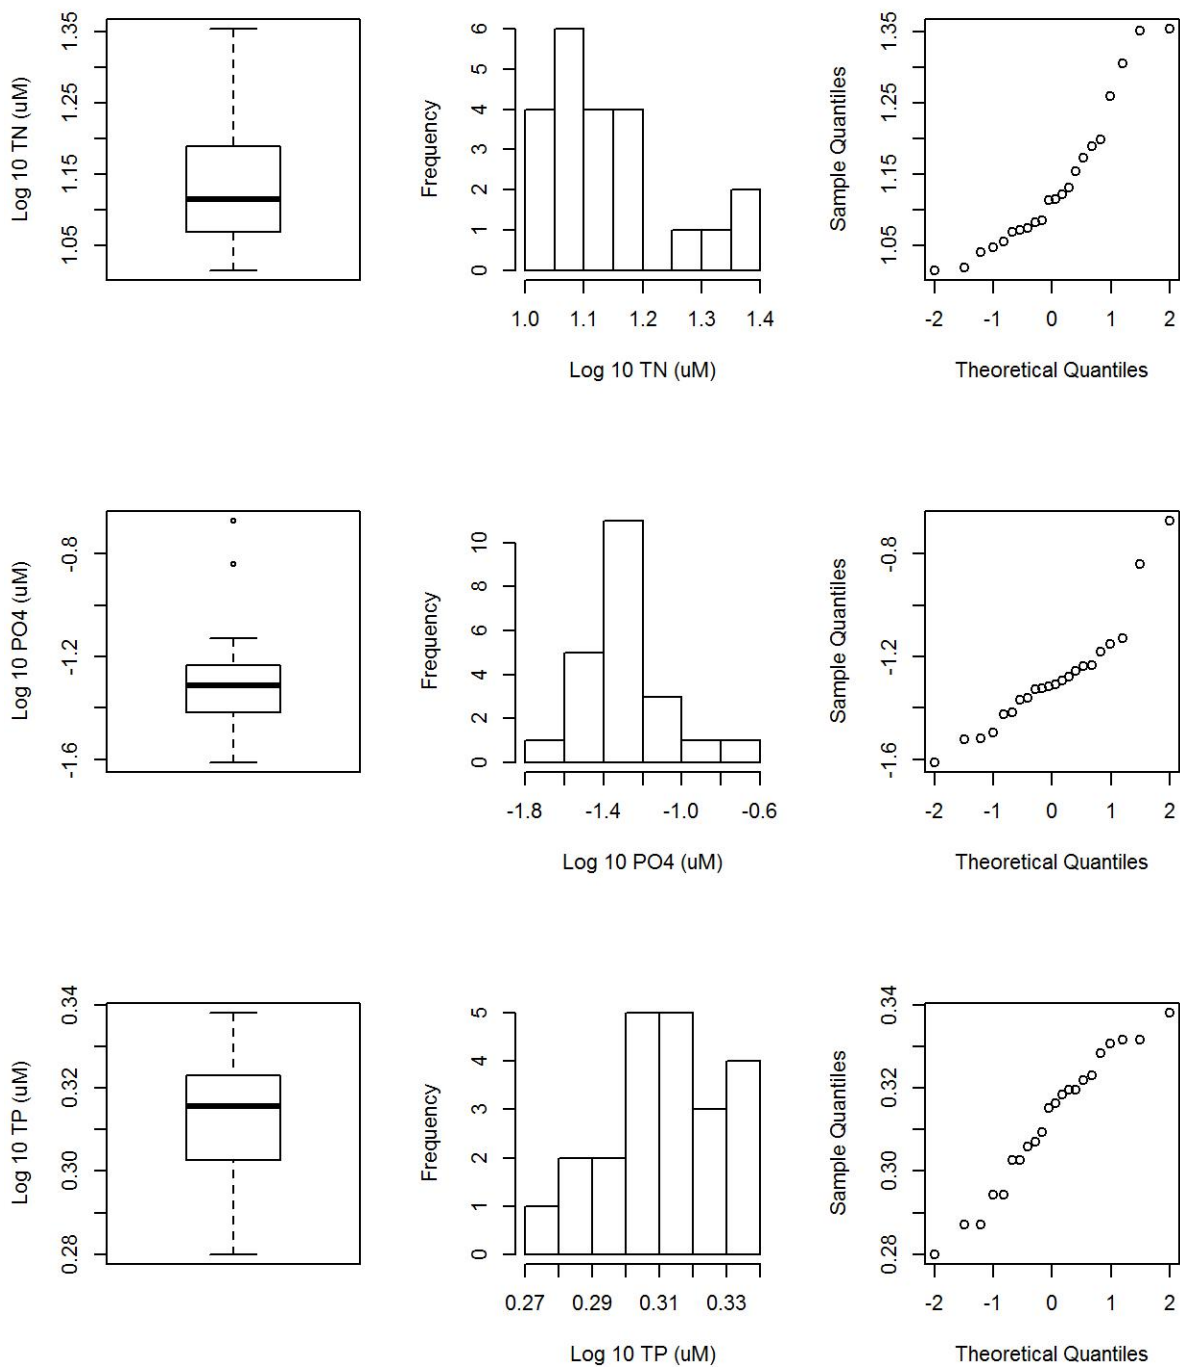 Log 10 TN (uM)
1.05 1.15 1.25 1.35
Frequency
0 1 2 3 4 5 6
1.0 1.1 1.2 1.3 1.4
Log 10 TN (uM)
Sample Quantiles
1.05 1.15 1.25 1.35
-2 -1 0 1 2
Theoretical Quantiles
Log 10 PO4 (uM)
-1.6 -1.2 -0.8
Frequency
0 2 4 6 8 10
-1.8 -1.4 -1.0 -0.6
Log 10 PO4 (uM)
Sample Quantiles
-1.6 -1.2 -0.8
-2 -1 0 1 2
Theoretical Quantiles
Log 10 TP (uM)
0.28 0.30 0.32 0.34
Frequency
0 1 2 3 4 5
0.27 0.29 0.31 0.33
Log 10 TP (uM)
Sample Quantiles
0.28 0.30 0.32 0.34
-2 -1 0 1 2
Theoretical Quantiles